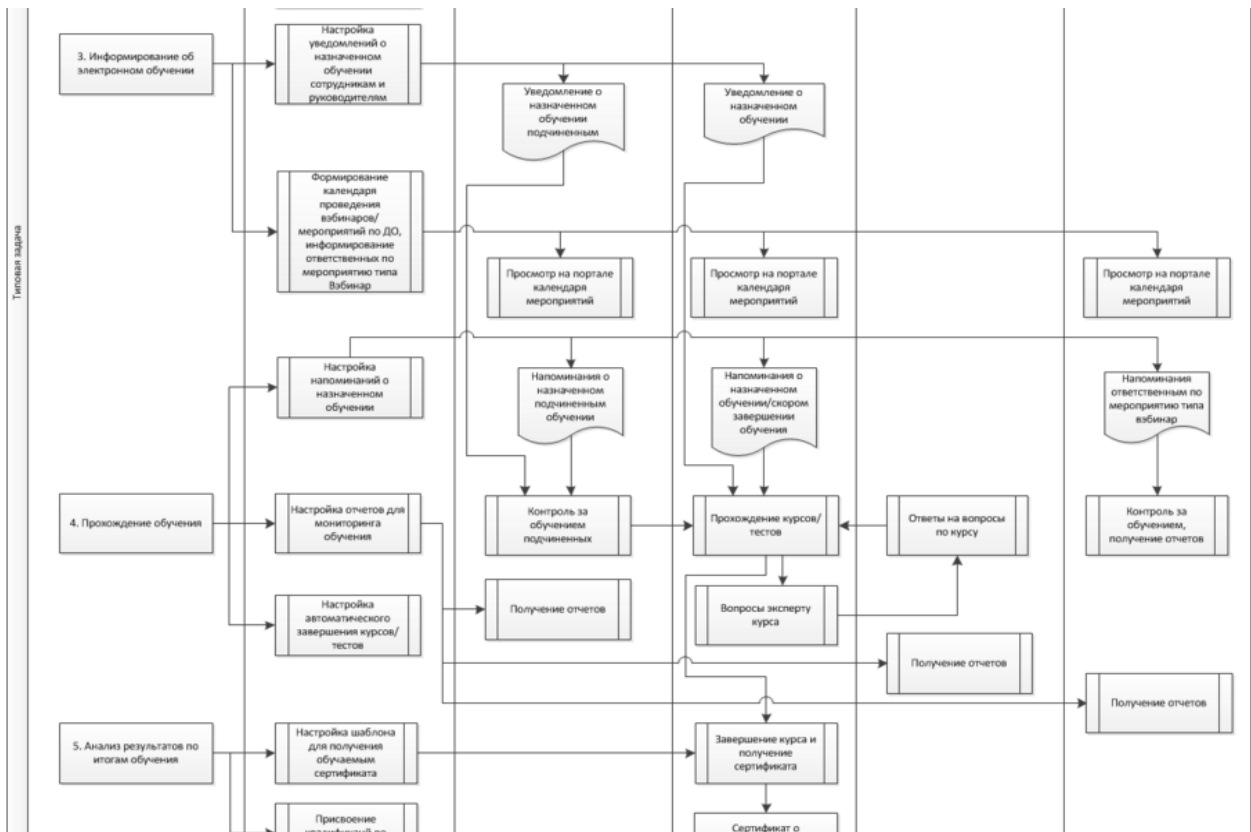 Типовая задача
3. Информирование об
электронном обучении
Настройка
уведомлений о
назначенном
обучении
сотрудникам и
руководителям
Уведомление о
назначенном
обучении
подчиненным
Уведомление о
назначенном
обучении
Формирование
календаря
проведения
вэбинаров/
мероприятий по ДО,
информирование
ответственных по
мероприятию типа
Вэбинар
Просмотр на портале
календаря
мероприятий
Просмотр на портале
календаря
мероприятий
Просмотр на портале
календаря
мероприятий
Настройка
напоминаний о
назначенном
обучении
Напоминания о
назначенном
подчиненным
обучении
Напоминания о
назначенном
обучении/скором
завершении
обучения
Напоминания
ответственным по
мероприятию типа
вэбинар
4. Прохождение обучения
Настройка отчетов для
мониторинга
обучения
Контроль за
обучением
подчиненных
Прохождение курсов/
тестов
Ответы на вопросы
по курсу
Контроль за
обучением,
получение отчетов
Настройка
автоматического
завершения курсов/
тестов
Получение отчетов
Вопросы эксперту
курса
Получение отчетов
Получение отчетов
5. Анализ результатов по
итогам обучения
Настройка шаблона
для получения
обучаемым
сертификата
Завершение курса и
получение
сертификата
Присвоение
Сертификат о